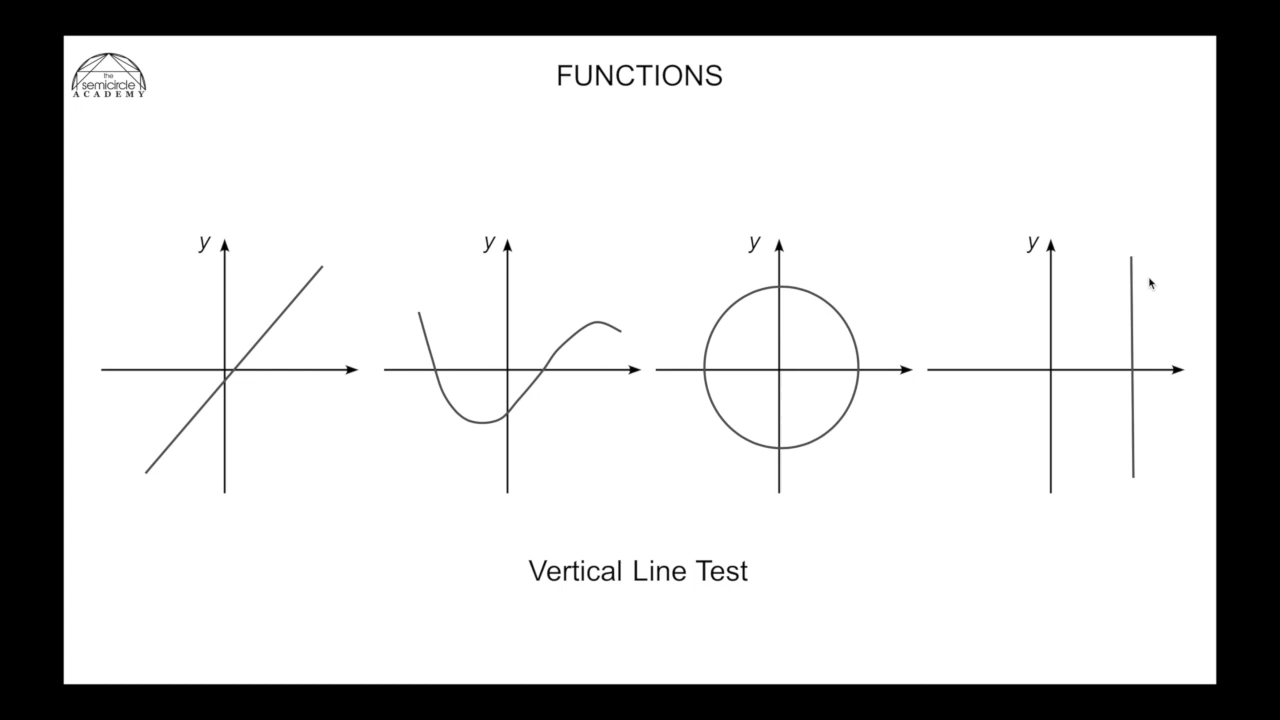 the
semicircle
ACADEMY
FUNCTIONS
y
y
y
y
Vertical Line Test